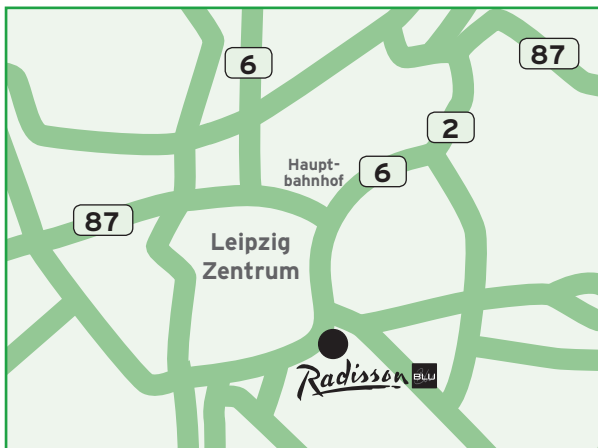 6
87
2
Haupt-
bahnhof
6
87
Leipzig
Zentrum
Radisson BLU